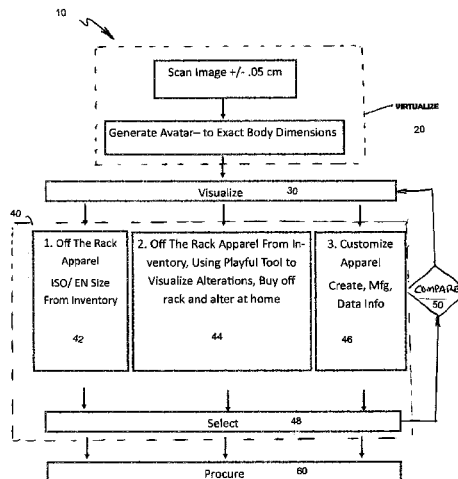 10
Scan Image +/- .05 cm
VIRTUALIZE
20
Generate Avatar– to Exact Body Dimensions
Visualize 30
40
1. Off The Rack
Apparel
ISO/ EN Size
From Inventory
42
2. Off The Rack Apparel From In-
ventory, Using Playful Tool to
Visualize Alterations, Buy off
rack and alter at home
44
3. Customize
Apparel
Create, Mfg,
Data Info
46
COMPARE
50
Select 48
Procure 60